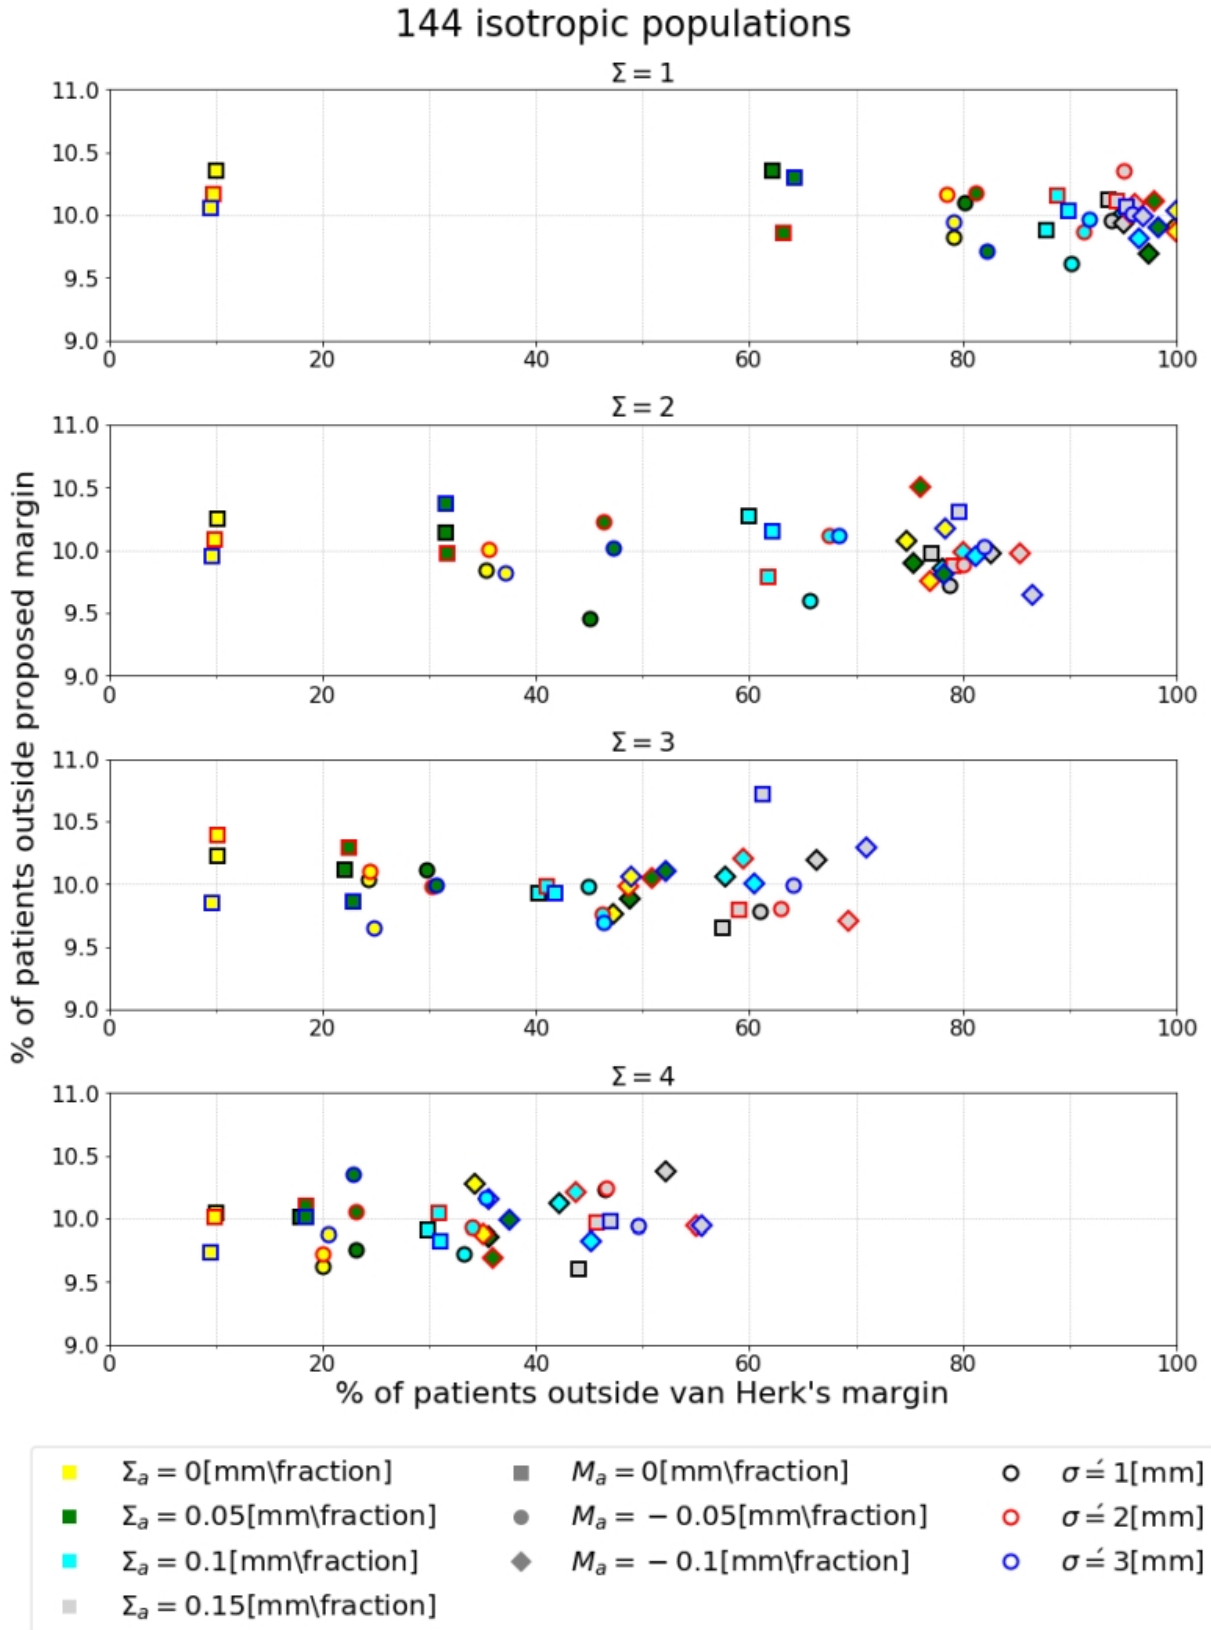 144 isotropic populations
Σ = 1
11.0
10.5
10.0
9.5
9.0
0 20 40 60 80 100
Σ = 2
11.0
10.5
10.0
9.5
9.0
0 20 40 60 80 100
% of patients outside proposed margin
Σ = 3
11.0
10.5
10.0
9.5
9.0
0 20 40 60 80 100
Σ = 4
11.0
10.5
10.0
9.5
9.0
0 20 40 60 80 100
% of patients outside van Herk's margin
Σₐ = 0[mm\fraction] Mₐ = 0[mm\fraction] σ́ = 1[mm]
Σₐ = 0.05[mm\fraction] Mₐ = −0.05[mm\fraction] σ́ = 2[mm]
Σₐ = 0.1[mm\fraction] Mₐ = −0.1[mm\fraction] σ́ = 3[mm]
Σₐ = 0.15[mm\fraction]